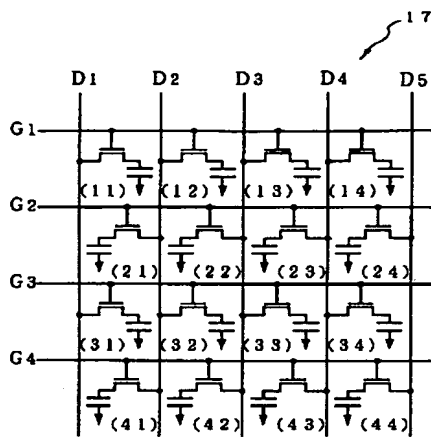 17
D1 D2 D3 D4 D5
G1
(11) (12) (13) (14)
G2
(21) (22) (23) (24)
G3
(31) (32) (33) (34)
G4
(41) (42) (43) (44)